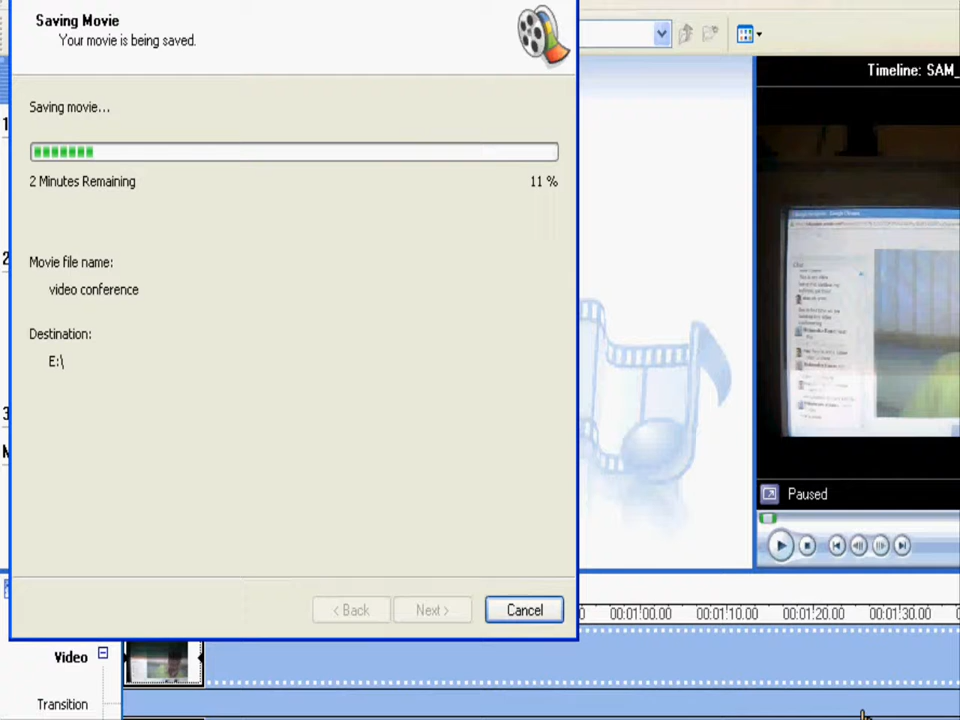 Saving Movie
Your movie is being saved.
Timeline: SAM_
Saving movie...
2 Minutes Remaining
11 %
Movie file name:
video conference
Destination:
E:\
Paused
< Back
Next >
Cancel
00:01:00.00
00:01:10.00
00:01:20.00
00:01:30.00
Video
Transition